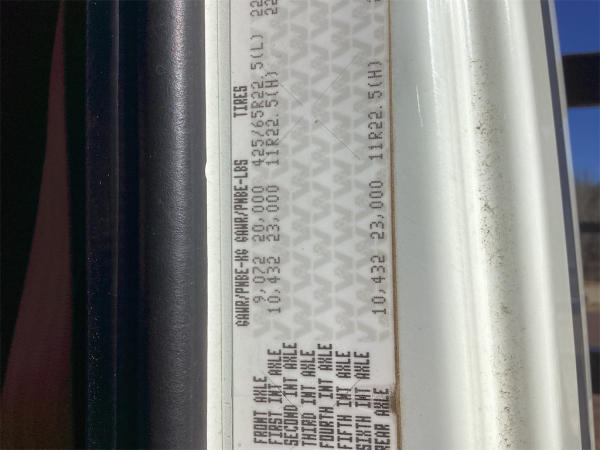 GAWR/PNBE-KG GAWR/PNBE-LBS TIRES
FRONT AXLE 9,072 20,000 425/65R22.5(L) 22
FIRST INT AXLE 10,432 23,000 11R22.5(H) 22
SECOND INT AXLE
THIRD INT AXLE
FOURTH INT AXLE
FIFTH INT AXLE
SIXTH INT AXLE
REAR AXLE 10,432 23,000 11R22.5(H)